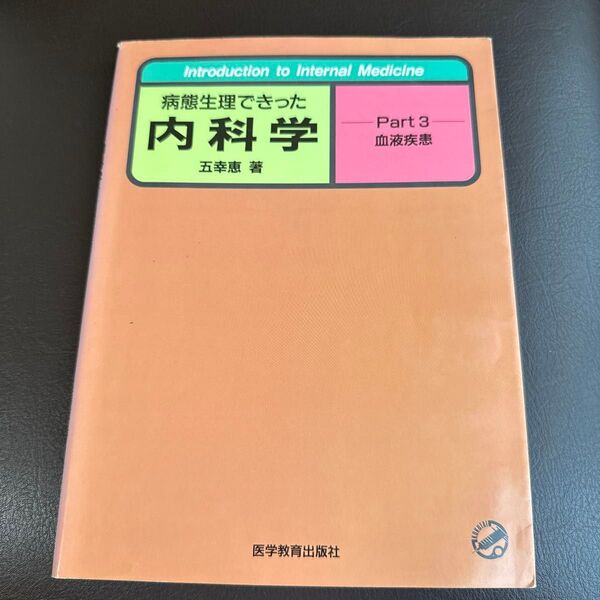 Introduction to Internal Medicine
病態生理できった
内科学
五幸恵 著
Part 3
血液疾患
医学教育出版社